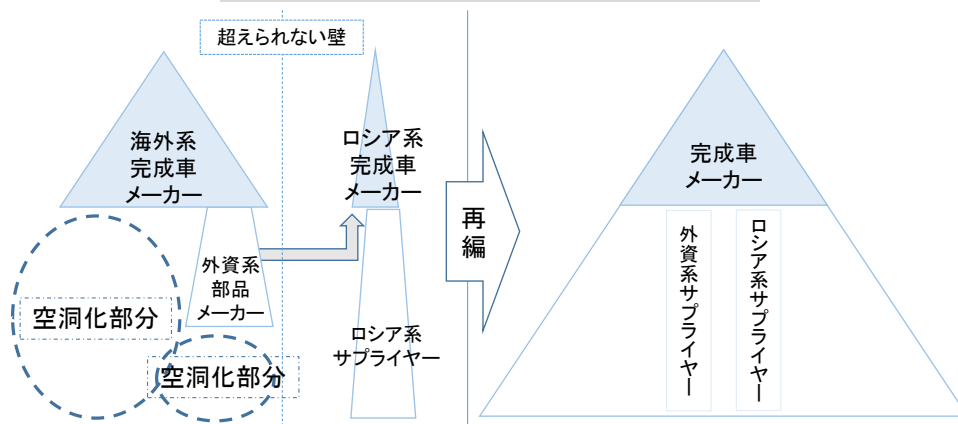 超えられない壁
海外系
完成車
メーカー
ロシア系
完成車
メーカー
外資系
部品
メーカー
空洞化部分
空洞化部分
ロシア系
サプライヤー
再
編
完成車
メーカー
外資系サプライヤー
ロシア系サプライヤー